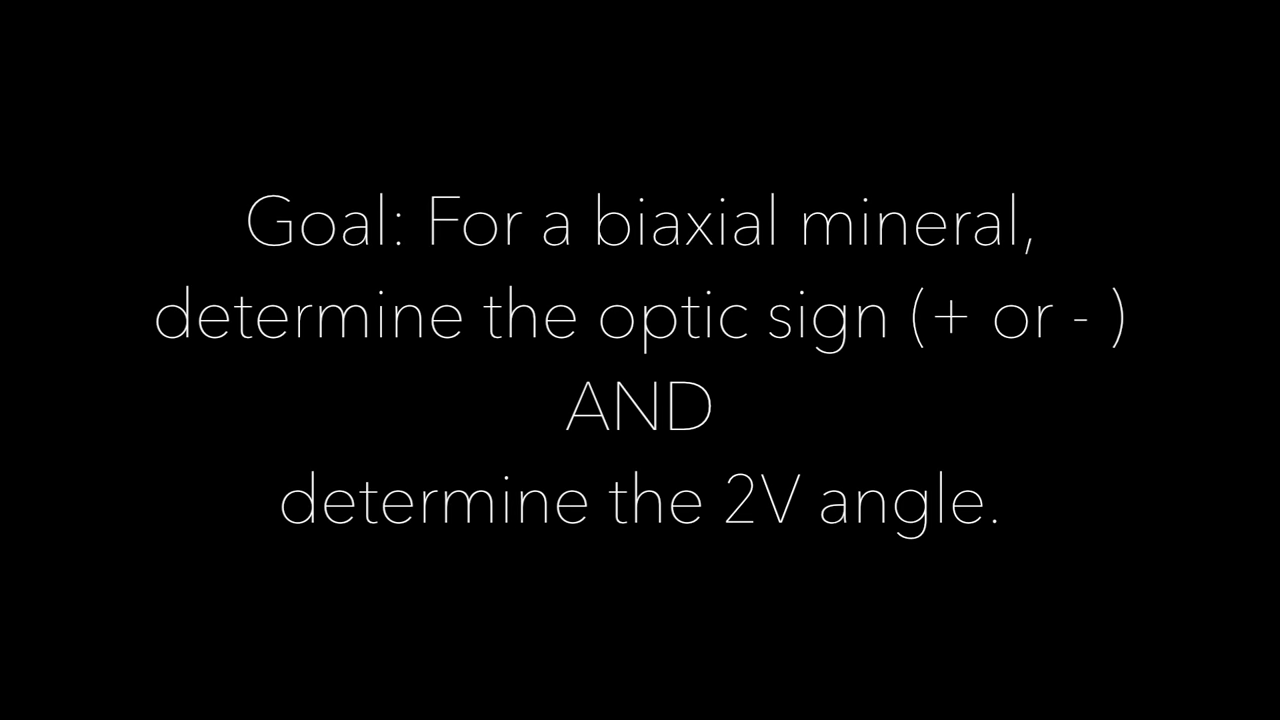 Goal: For a biaxial mineral,
determine the optic sign (+ or - )
AND
determine the 2V angle.